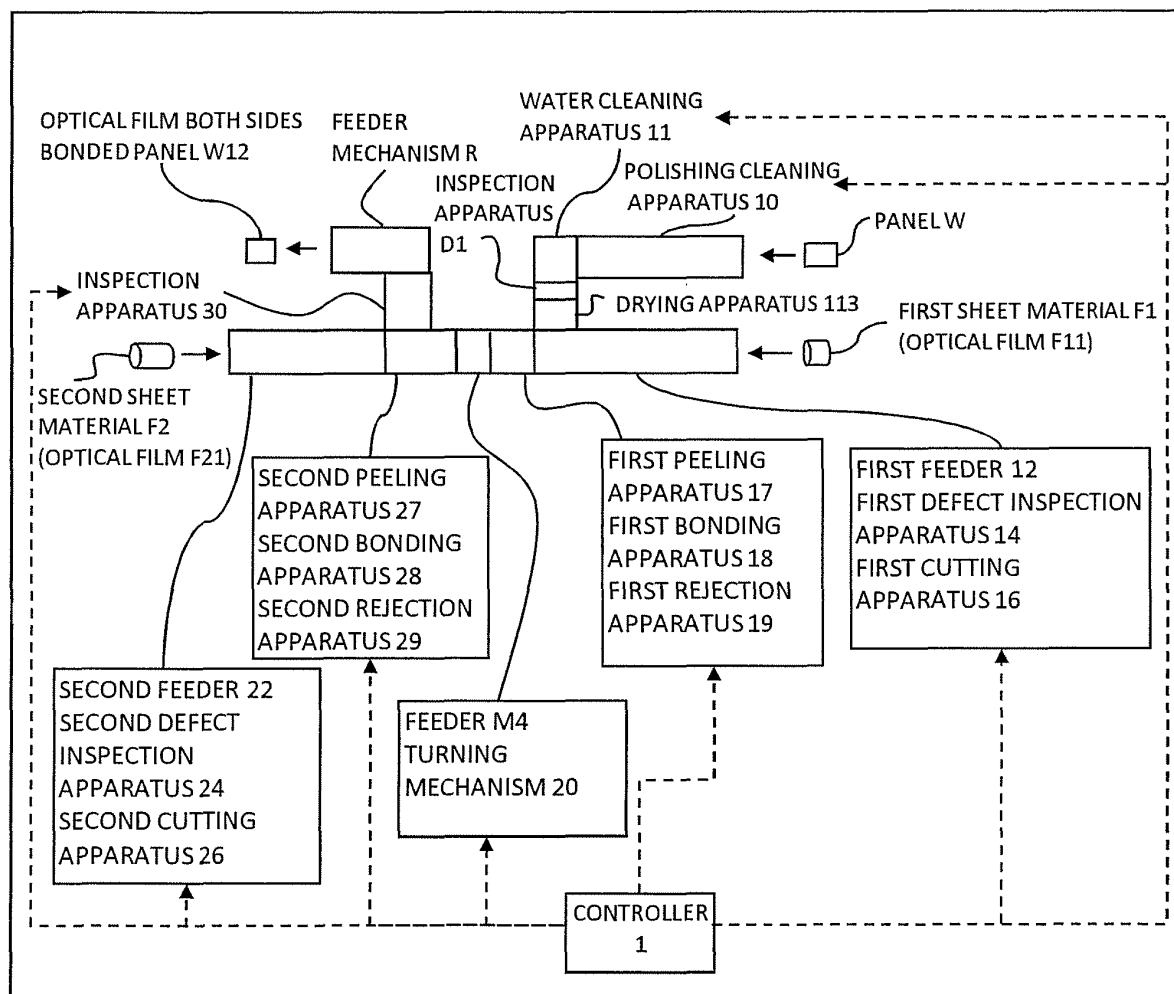 WATER CLEANING
APPARATUS 11
OPTICAL FILM BOTH SIDES
BONDED PANEL W12
FEEDER
MECHANISM R
POLISHING CLEANING
APPARATUS 10
INSPECTION
APPARATUS
D1
PANEL W
INSPECTION
APPARATUS 30
DRYING APPARATUS 113
FIRST SHEET MATERIAL F1
(OPTICAL FILM F11)
SECOND SHEET
MATERIAL F2
(OPTICAL FILM F21)
SECOND PEELING
APPARATUS 27
SECOND BONDING
APPARATUS 28
SECOND REJECTION
APPARATUS 29
FIRST PEELING
APPARATUS 17
FIRST BONDING
APPARATUS 18
FIRST REJECTION
APPARATUS 19
FIRST FEEDER 12
FIRST DEFECT INSPECTION
APPARATUS 14
FIRST CUTTING
APPARATUS 16
SECOND FEEDER 22
SECOND DEFECT
INSPECTION
APPARATUS 24
SECOND CUTTING
APPARATUS 26
FEEDER M4
TURNING
MECHANISM 20
CONTROLLER
1